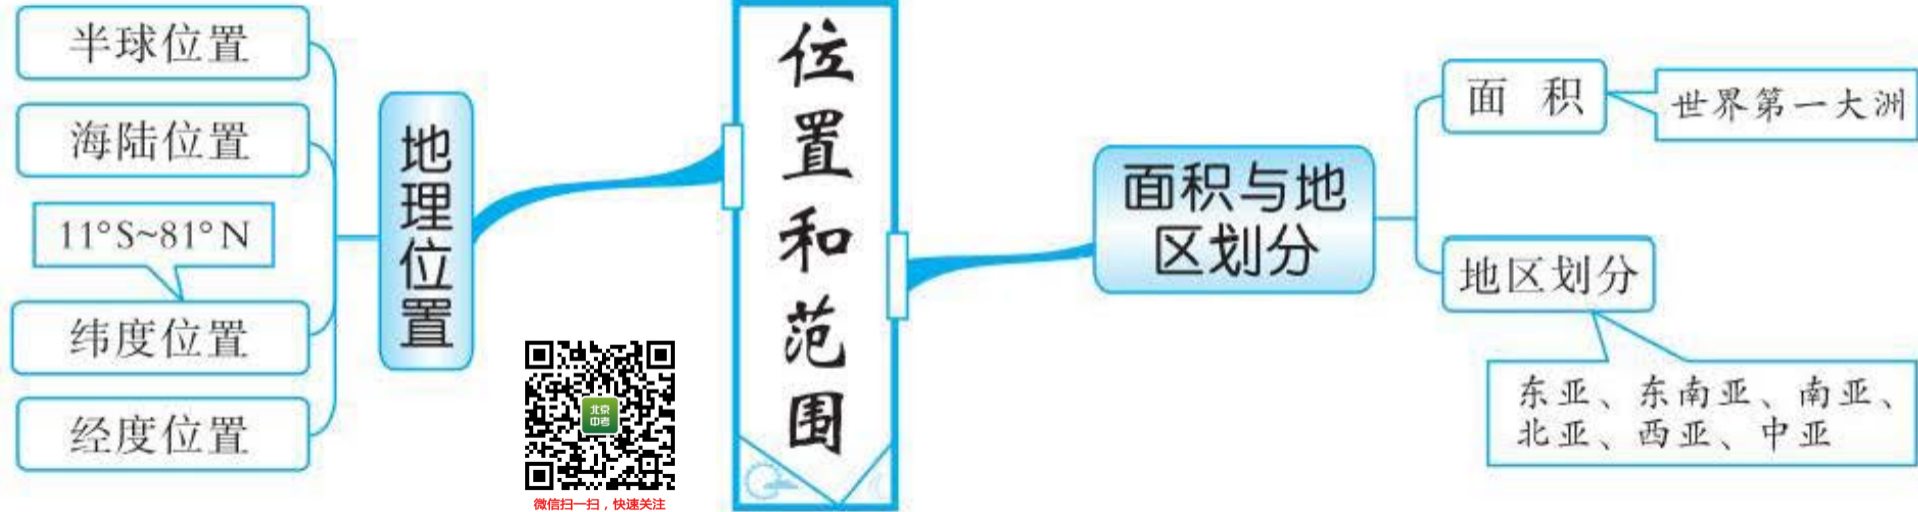 半球位置
海陆位置
11°S~81°N
纬度位置
经度位置
地理位置
位置和范围
北京
中考
微信扫一扫，快速关注
面积与地
区划分
面 积
世界第一大洲
地区划分
东亚、东南亚、南亚、
北亚、西亚、中亚